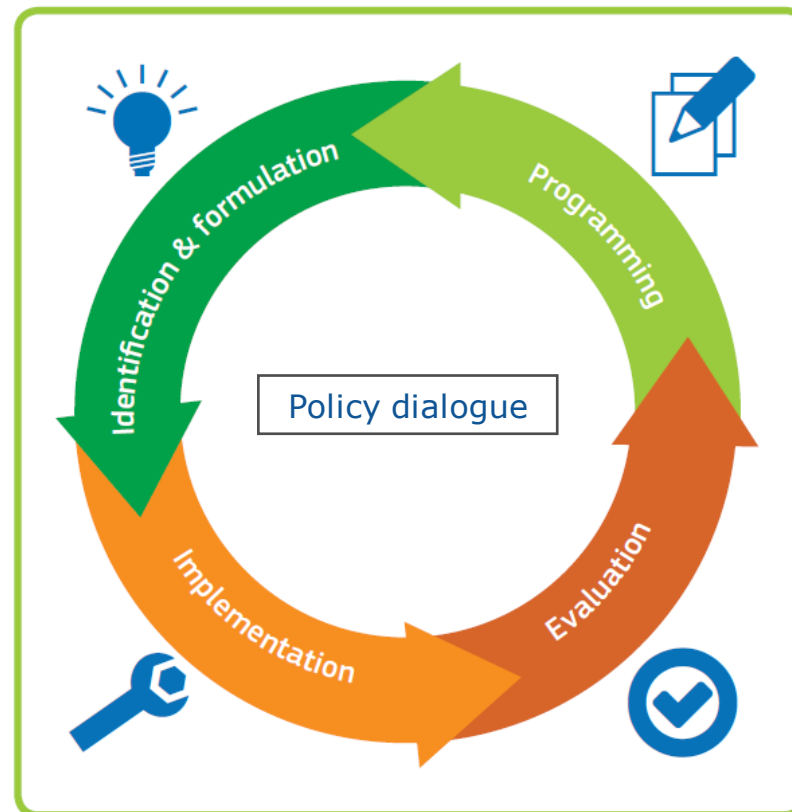 Identification & formulation
Programming
Policy dialogue
Implementation
Evaluation